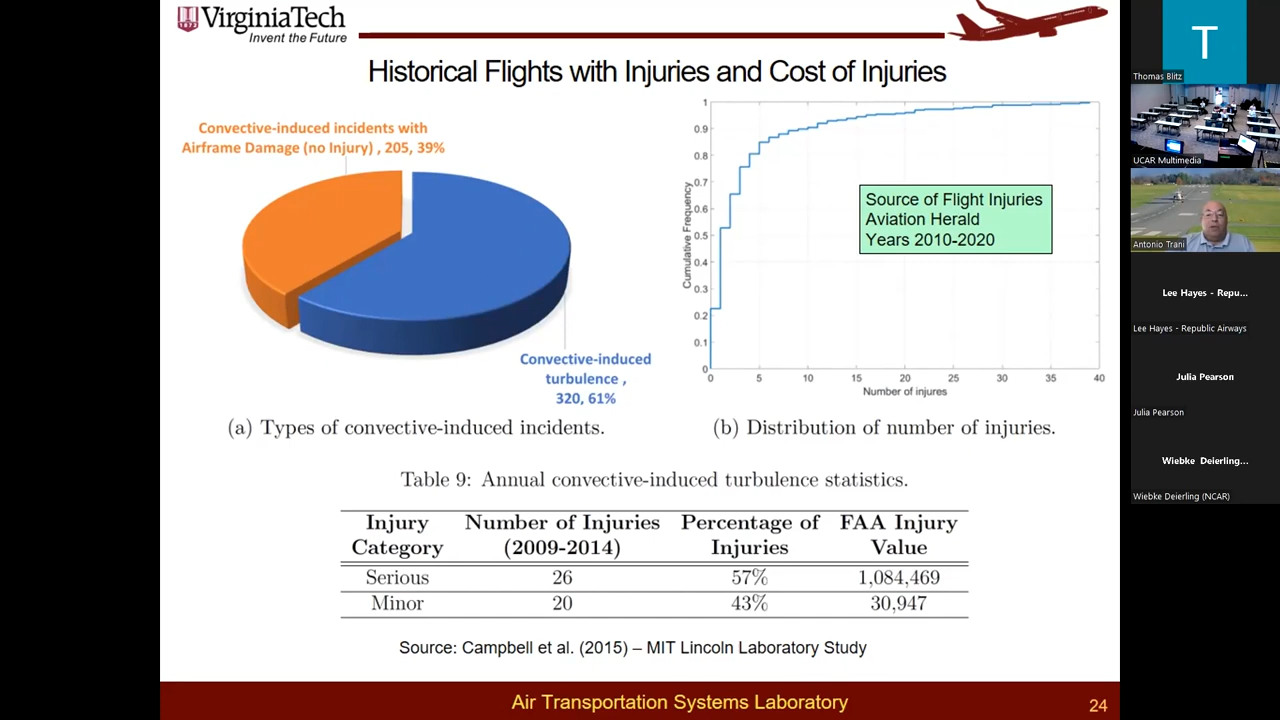 VirginiaTech
Invent the Future
Historical Flights with Injuries and Cost of Injuries
Convective-induced incidents with
Airframe Damage (no Injury) , 205, 39%
Convective-induced
turbulence ,
320, 61%
(a) Types of convective-induced incidents.
1
0.9
0.8
0.7
0.6
0.5
0.4
0.3
0.2
0.1
0
Cumulative Frequency
0 5 10 15 20 25 30 35 40
Number of injures
Source of Flight Injuries
Aviation Herald
Years 2010-2020
(b) Distribution of number of injuries.
Table 9: Annual convective-induced turbulence statistics.
Injury Number of Injuries Percentage of FAA Injury
Category (2009-2014) Injuries Value
Serious 26 57% 1,084,469
Minor 20 43% 30,947
Source: Campbell et al. (2015) – MIT Lincoln Laboratory Study
Air Transportation Systems Laboratory
24
T
Thomas Blitz
UCAR Multimedia
Antonio Trani
Lee Hayes - Repu...
Lee Hayes - Republic Airways
Julia Pearson
Julia Pearson
Wiebke Deierling...
Wiebke Deierling (NCAR)